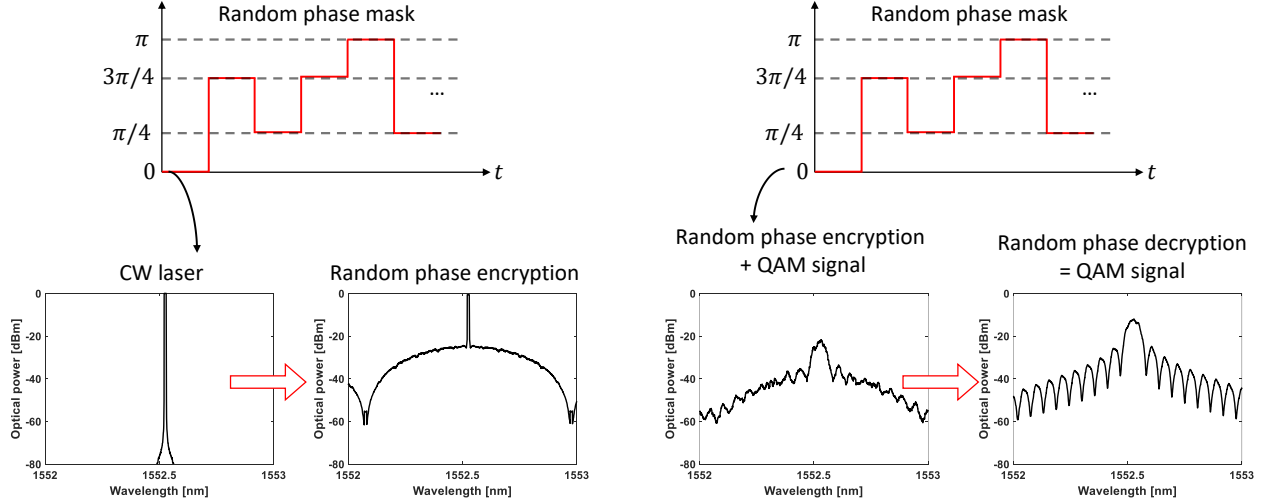 Random phase mask
π
3π/4
π/4
0
...
t
Random phase mask
π
3π/4
π/4
0
...
t
CW laser
Random phase encryption
Random phase encryption
+ QAM signal
Random phase decryption
= QAM signal
Optical power [dBm]
0
-20
-40
-60
-80
1552
1552.5
1553
Wavelength [nm]
Optical power [dBm]
0
-20
-40
-60
-80
1552
1552.5
1553
Wavelength [nm]
Optical power [dBm]
0
-20
-40
-60
-80
1552
1552.5
1553
Wavelength [nm]
Optical power [dBm]
0
-20
-40
-60
-80
1552
1552.5
1553
Wavelength [nm]